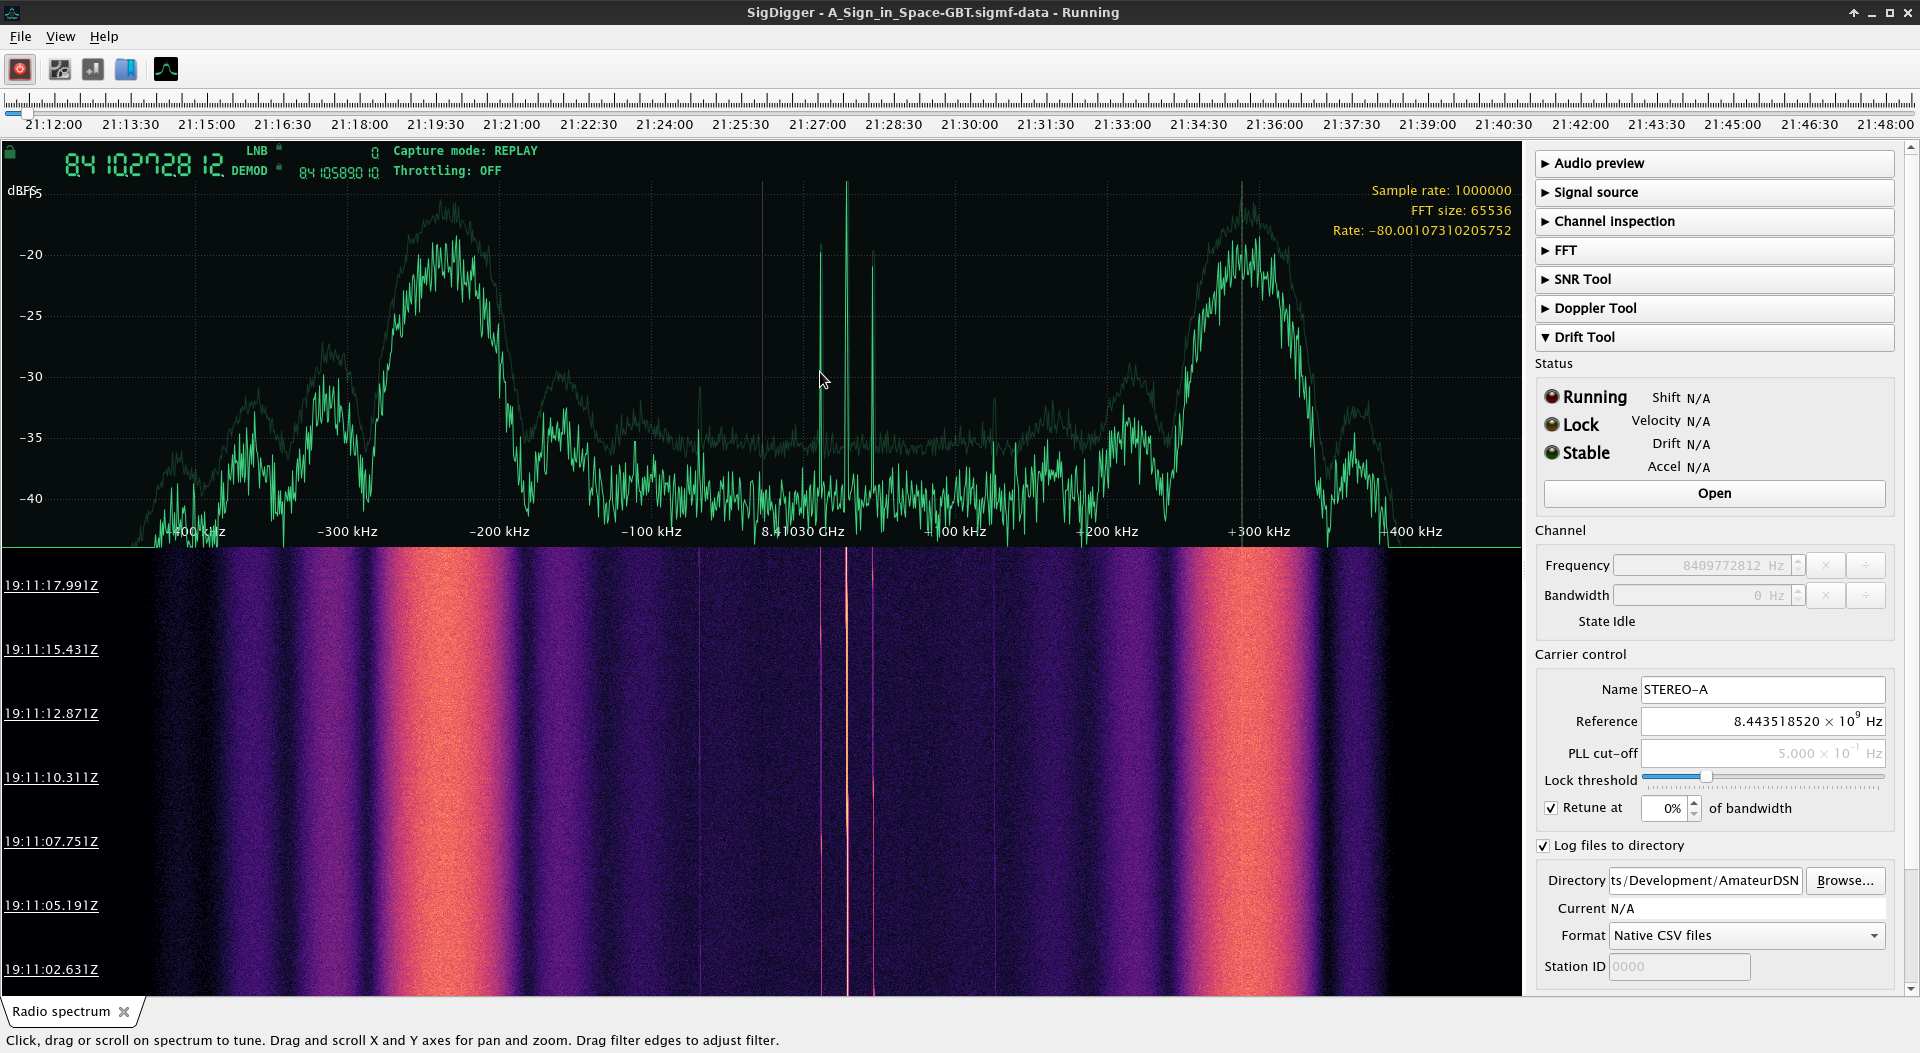 SigDigger - A_Sign_in_Space-GBT.sigmf-data - Running
File View Help
21:12:00 21:13:30 21:15:00 21:16:30 21:18:00 21:19:30 21:21:00 21:22:30 21:24:00 21:25:30 21:27:00 21:28:30 21:30:00 21:31:30 21:33:00 21:34:30 21:36:00 21:37:30 21:39:00 21:40:30 21:42:00 21:43:30 21:45:00 21:46:30 21:48:00
8.410.272.812. LNB 0. Capture mode: REPLAY
DEMOD 8.410.589.010. Throttling: OFF
dBFS
Sample rate: 1000000
FFT size: 65536
Rate: -80.00107310205752
-20
-25
-30
-35
-40
-400 kHz -300 kHz -200 kHz -100 kHz 8.41030 GHz +100 kHz +200 kHz +300 kHz +400 kHz
19:11:17.991Z
19:11:15.431Z
19:11:12.871Z
19:11:10.311Z
19:11:07.751Z
19:11:05.191Z
19:11:02.631Z
Audio preview
Signal source
Channel inspection
FFT
SNR Tool
Doppler Tool
Drift Tool
Status
Running Shift N/A
Lock Velocity N/A
Stable Drift N/A
Accel N/A
Open
Channel
Frequency 8409772812 Hz × ÷
Bandwidth 0 Hz × ÷
State Idle
Carrier control
Name STEREO-A
Reference 8.443518520 × 10⁹ Hz
PLL cut-off 5.000 × 10⁻¹ Hz
Lock threshold
Retune at 0% of bandwidth
Log files to directory
Directory ts/Development/AmateurDSN Browse...
Current N/A
Format Native CSV files
Station ID 0000
Radio spectrum
Click, drag or scroll on spectrum to tune. Drag and scroll X and Y axes for pan and zoom. Drag filter edges to adjust filter.